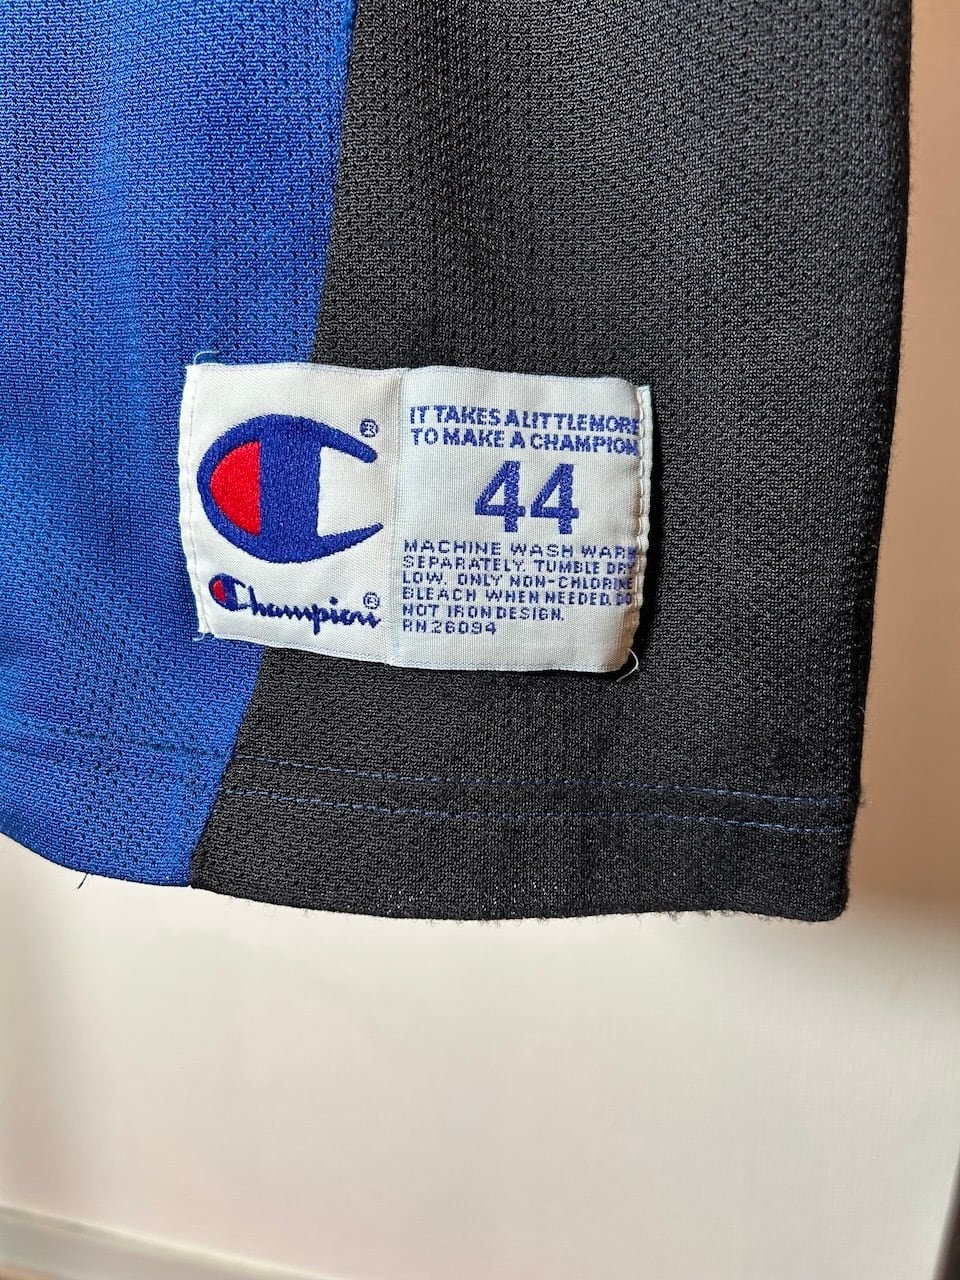 ®
Champion®
IT TAKES A LITTLE MORE
TO MAKE A CHAMPION
44
MACHINE WASH WARM
SEPARATELY. TUMBLE DRY
LOW. ONLY NON-CHLORINE
BLEACH WHEN NEEDED. DO
NOT IRON DESIGN.
RN 26094